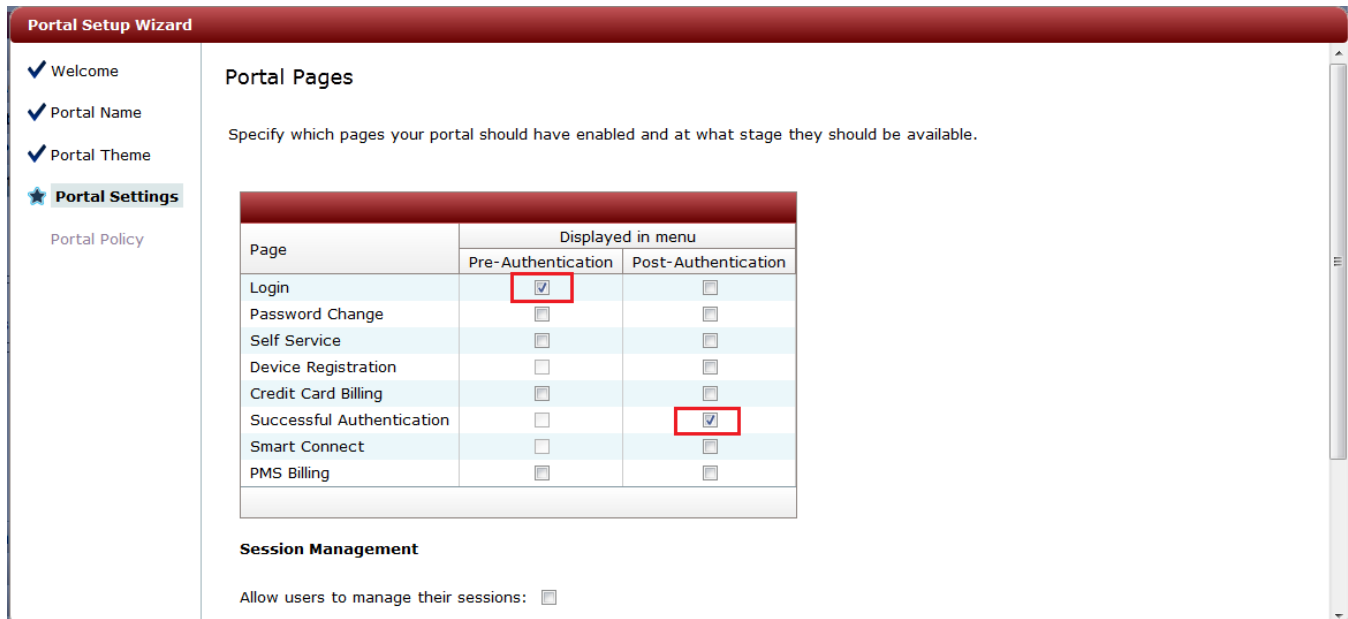 Portal Setup Wizard
Welcome
Portal Name
Portal Theme
Portal Settings
Portal Policy
Portal Pages
Specify which pages your portal should have enabled and at what stage they should be available.
Page
Displayed in menu
Pre-Authentication Post-Authentication
Login
Password Change
Self Service
Device Registration
Credit Card Billing
Successful Authentication
Smart Connect
PMS Billing
Session Management
Allow users to manage their sessions: